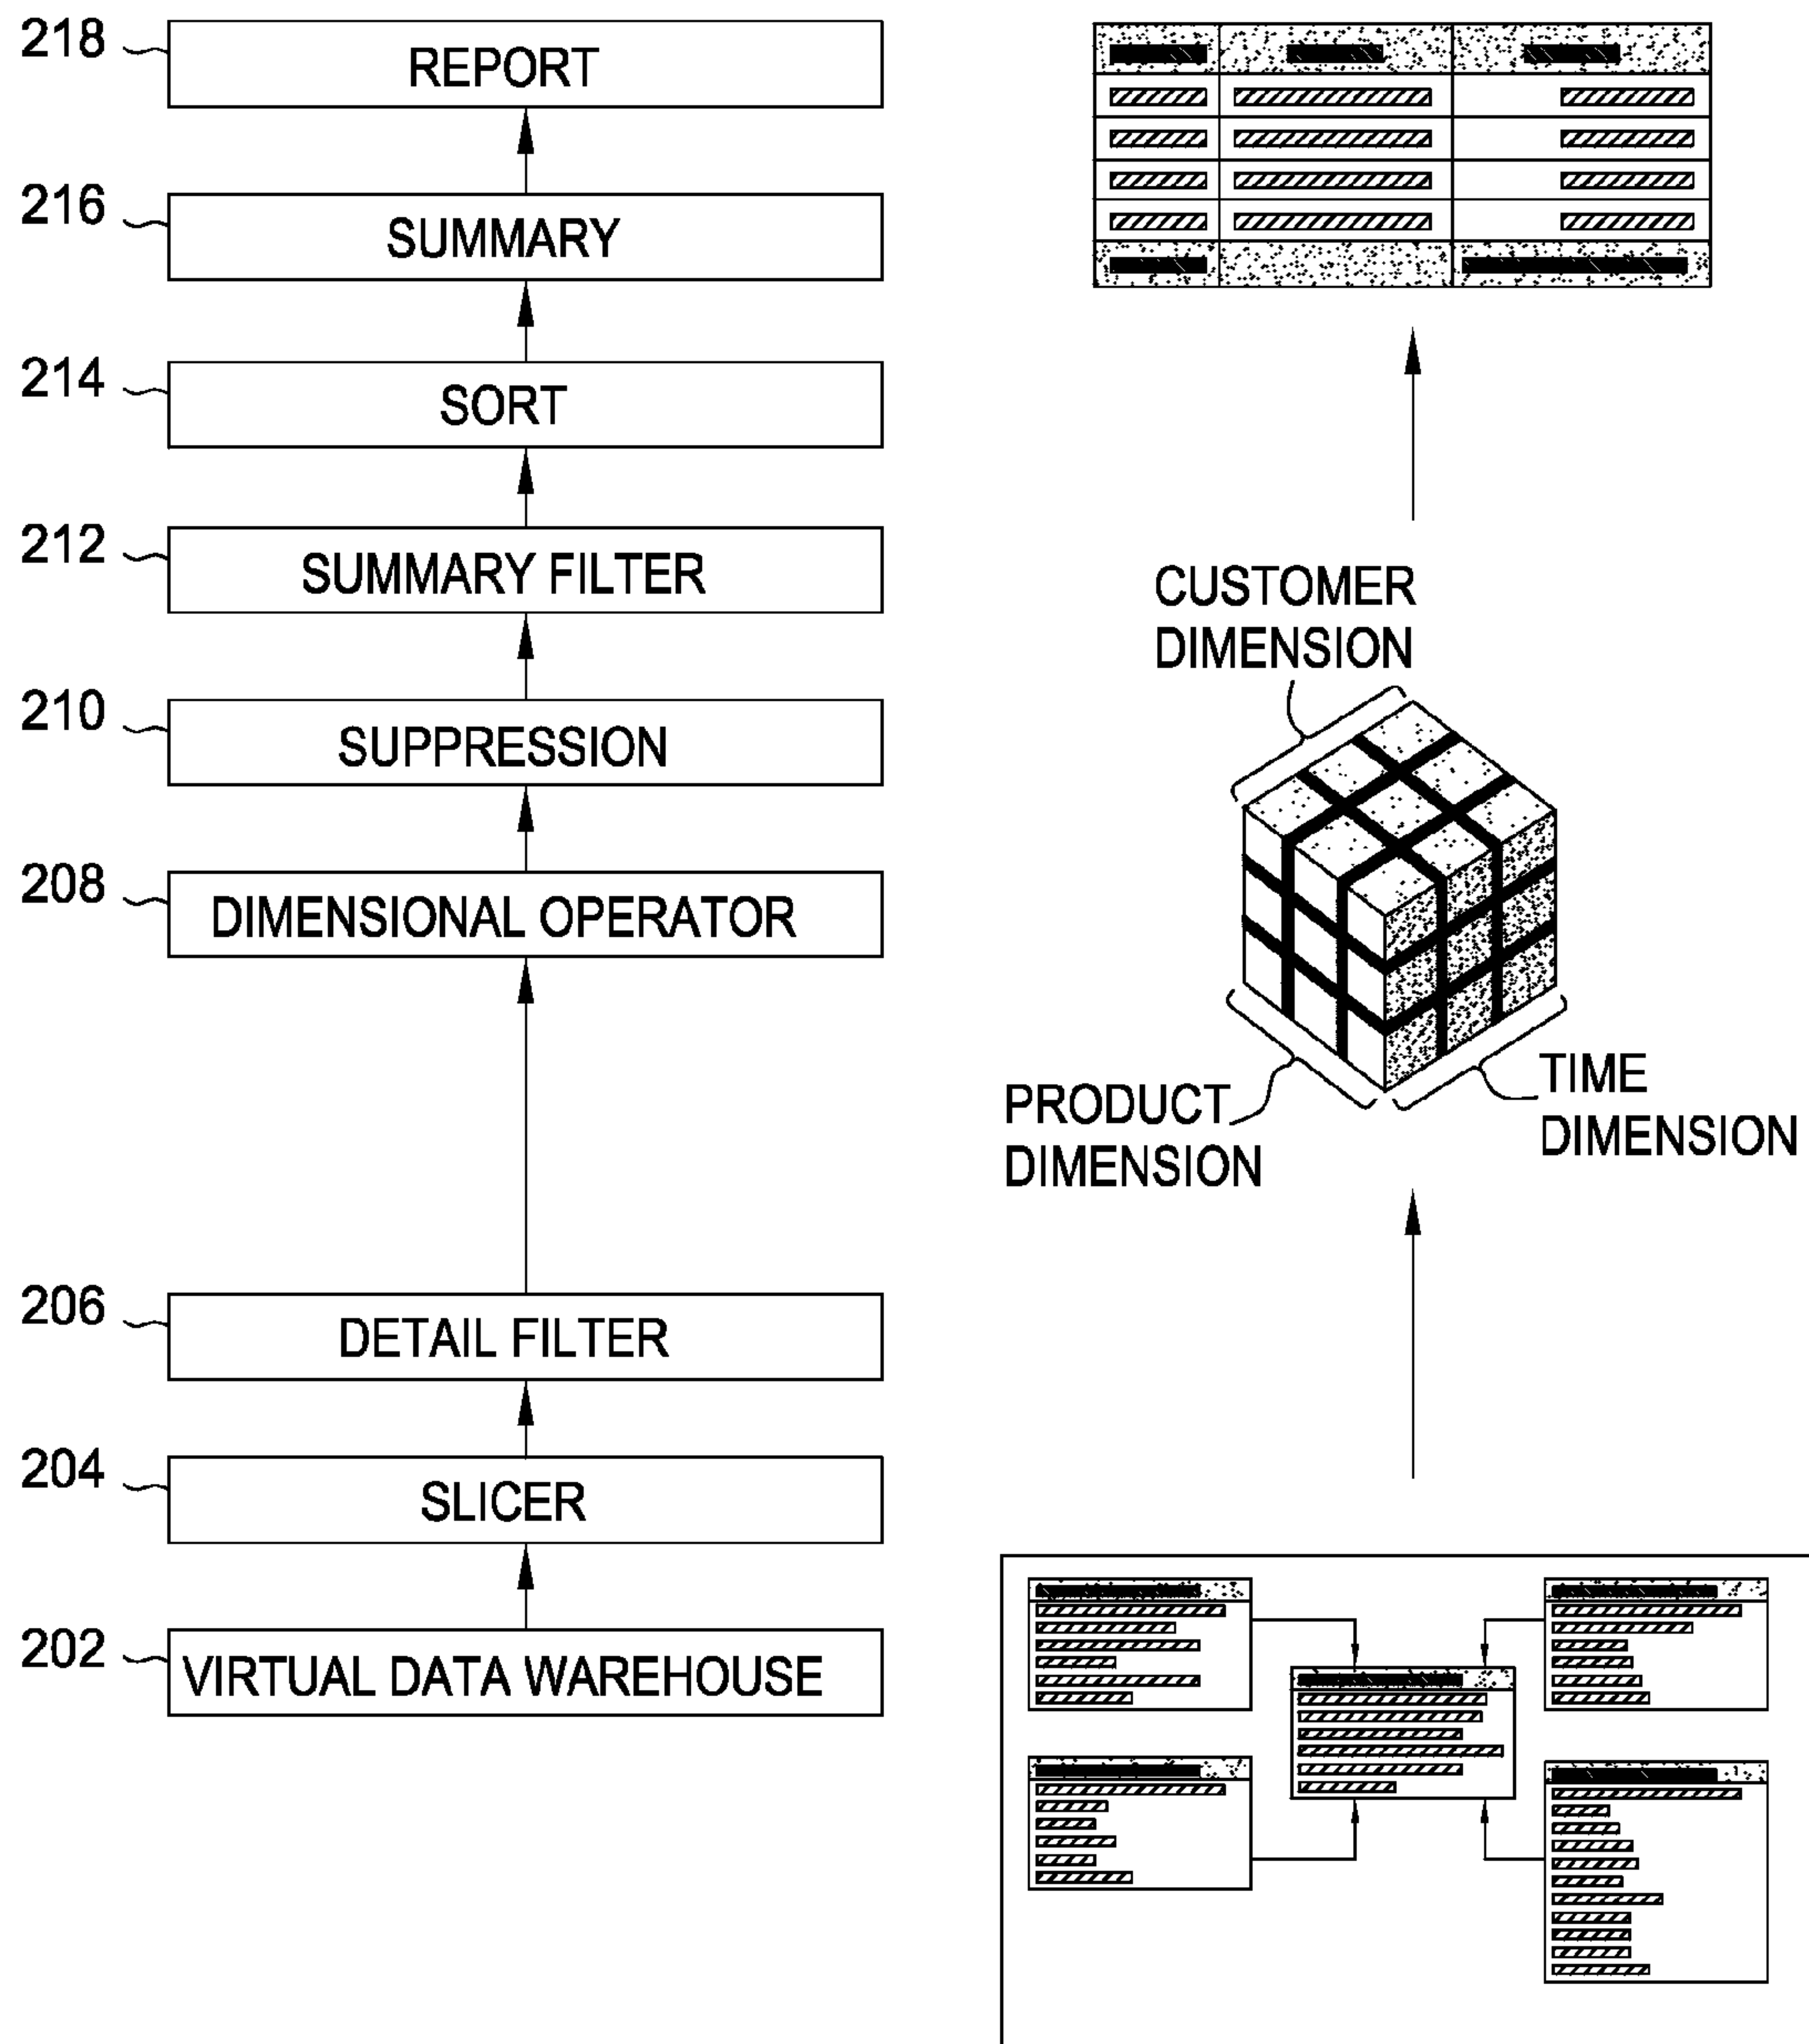 218
REPORT
216
SUMMARY
214
SORT
212
SUMMARY FILTER
210
SUPPRESSION
208
DIMENSIONAL OPERATOR
206
DETAIL FILTER
204
SLICER
202
VIRTUAL DATA WAREHOUSE
CUSTOMER
DIMENSION
PRODUCT
DIMENSION
TIME
DIMENSION